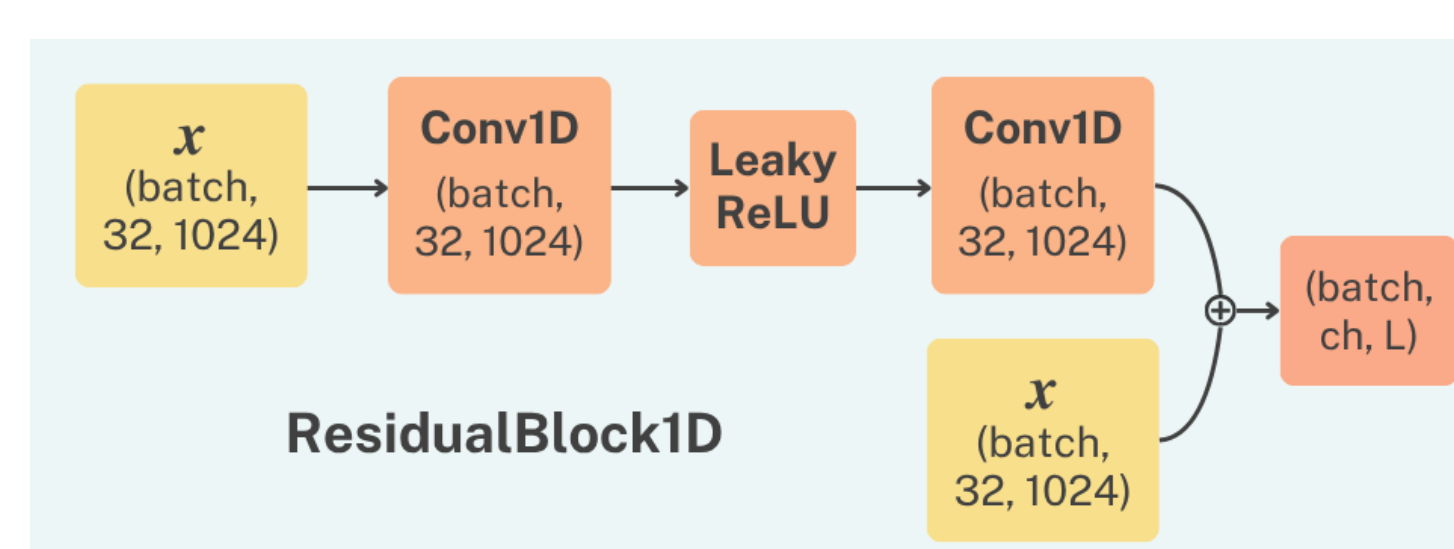 x
(batch,
32, 1024)
Conv1D
(batch,
32, 1024)
Leaky
ReLU
Conv1D
(batch,
32, 1024)
(batch,
ch, L)
x
(batch,
32, 1024)
ResidualBlock1D